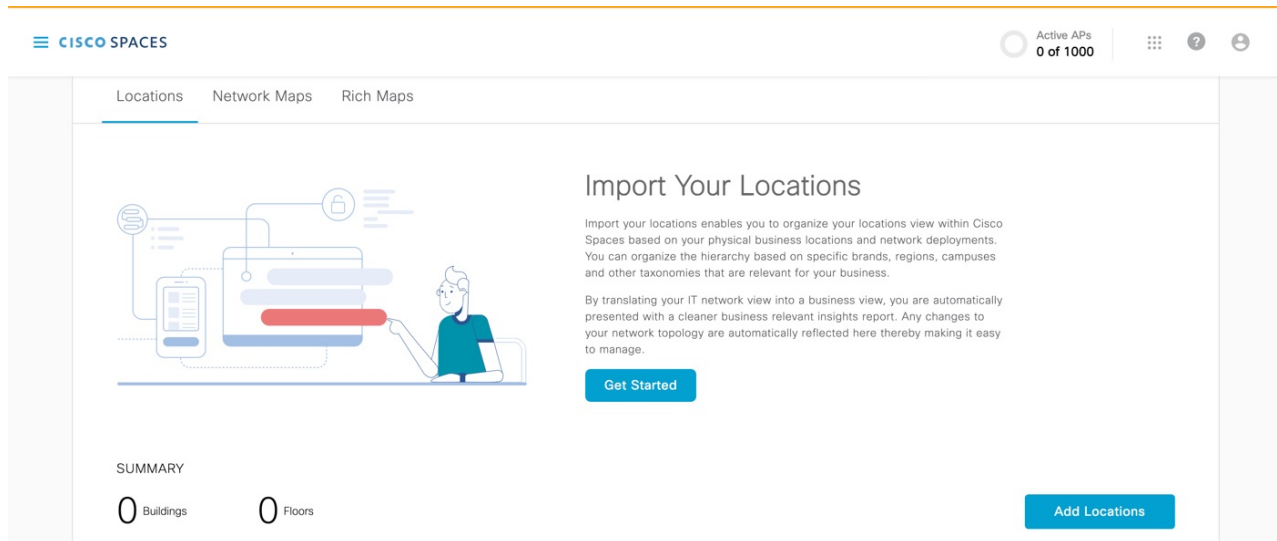 CISCO SPACES
Active APs
0 of 1000
?
Locations Network Maps Rich Maps
Import Your Locations
Import your locations enables you to organize your locations view within Cisco
Spaces based on your physical business locations and network deployments.
You can organize the hierarchy based on specific brands, regions, campuses
and other taxonomies that are relevant for your business.
By translating your IT network view into a business view, you are automatically
presented with a cleaner business relevant insights report. Any changes to
your network topology are automatically reflected here thereby making it easy
to manage.
Get Started
SUMMARY
0 Buildings 0 Floors
Add Locations